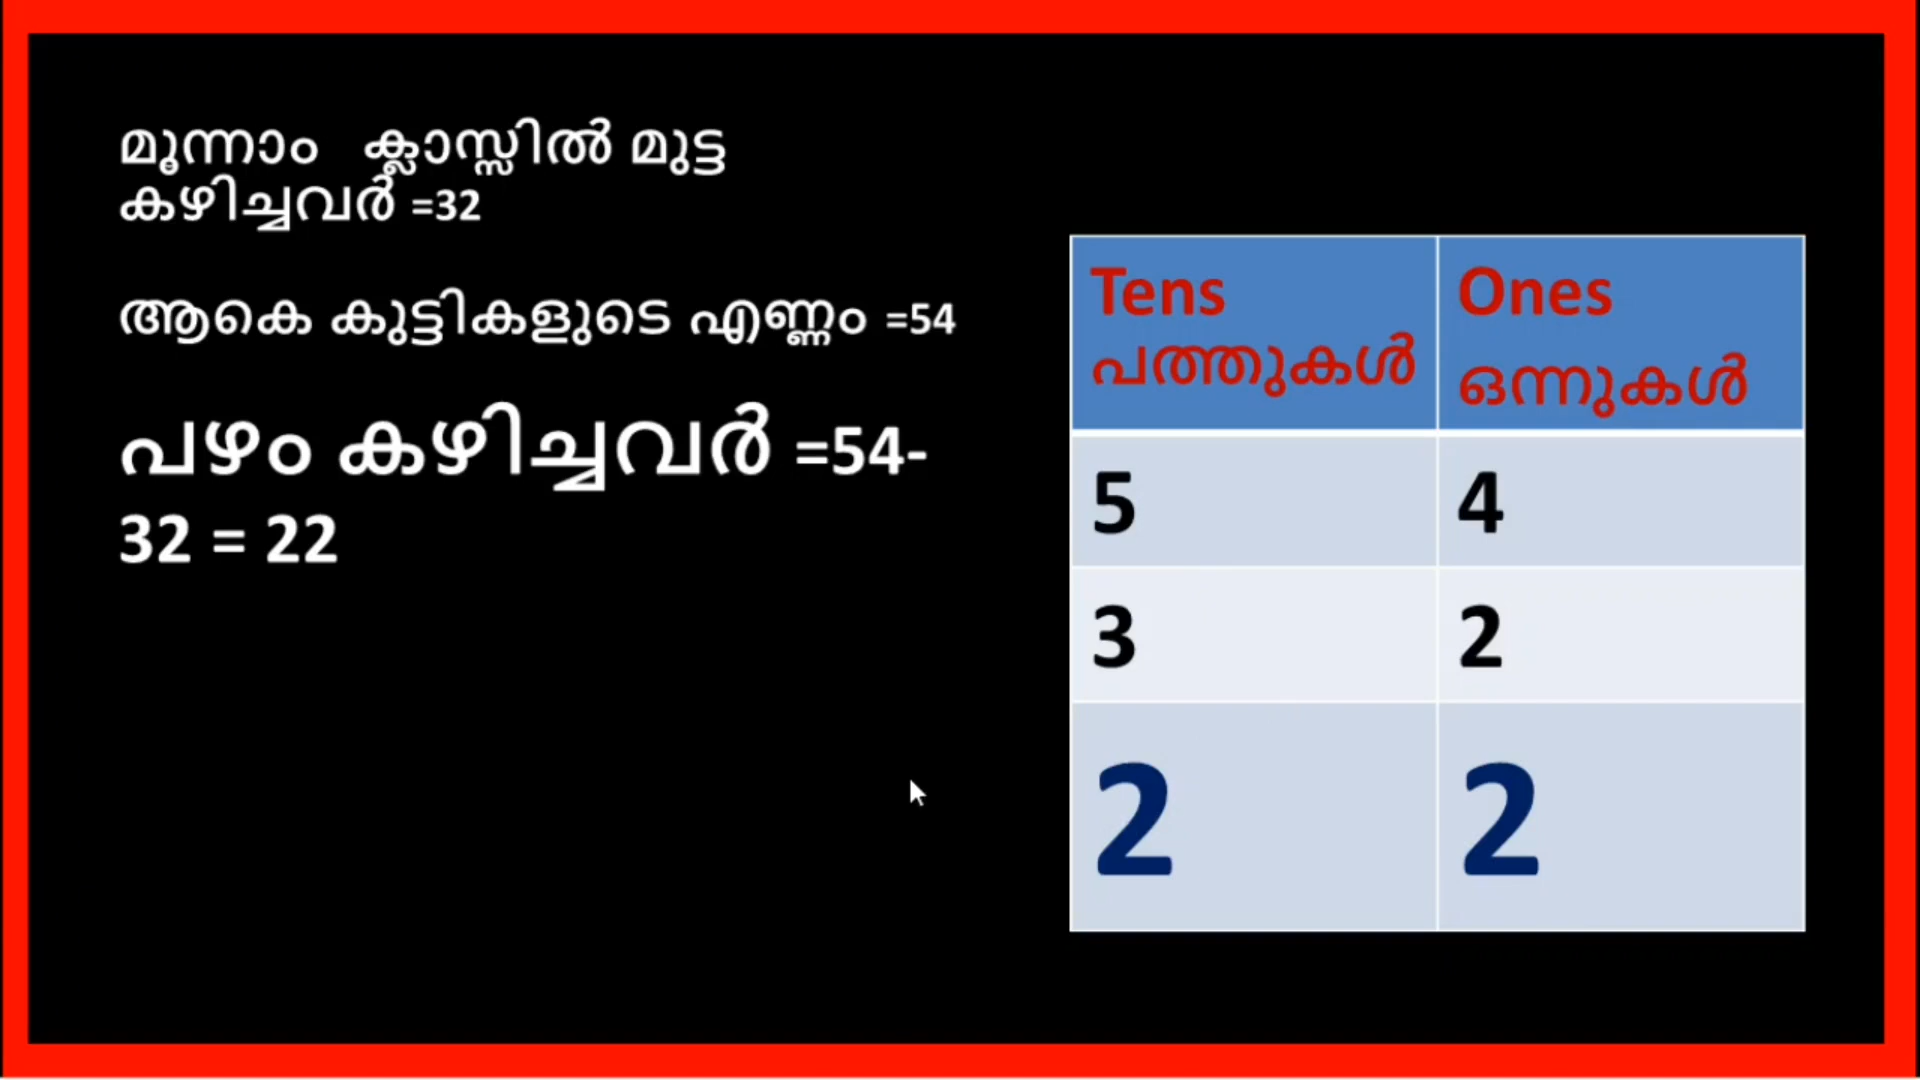 മൂന്നാം ക്ലാസ്സിൽ മുട്ട
കഴിച്ചവർ =32
ആകെ കുട്ടികളുടെ എണ്ണം =54
പഴം കഴിച്ചവർ =54-
32 = 22
Tens Ones
പത്തുകൾ ഒന്നുകൾ
5 4
3 2
2 2